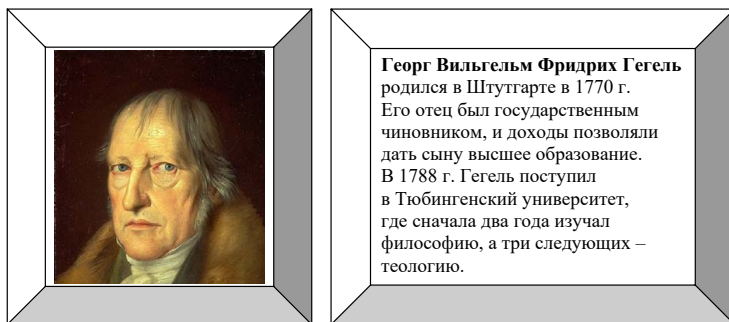 Георг Вильгельм Фридрих Гегель
родился в Штутгарте в 1770 г.
Его отец был государственным
чиновником, и доходы позволяли
дать сыну высшее образование.
В 1788 г. Гегель поступил
в Тюбингенский университет,
где сначала два года изучал
философию, а три следующих –
теологию.